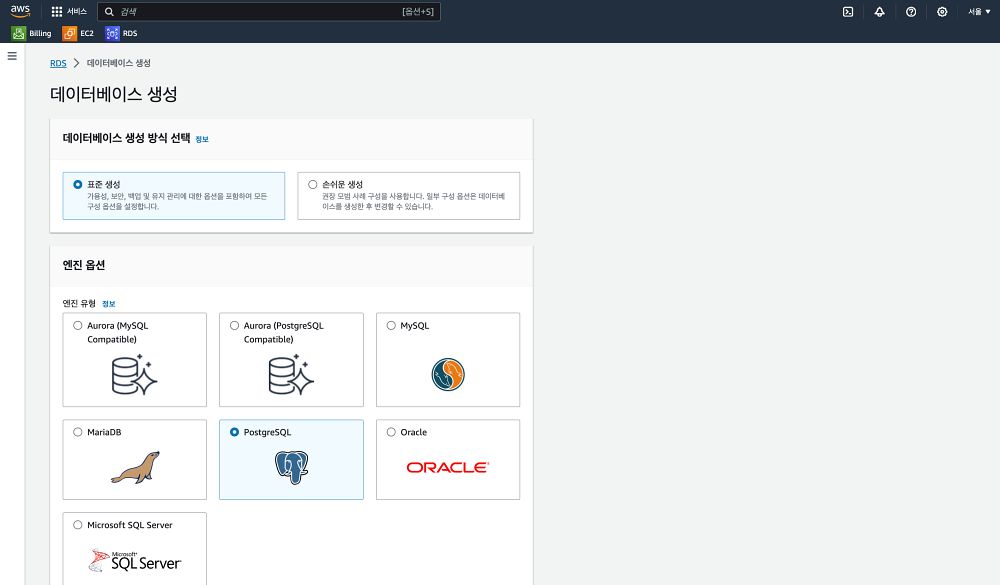 aws
서비스
검색
[옵션+S]
서울 ▼
Billing
EC2
RDS
RDS > 데이터베이스 생성
데이터베이스 생성
데이터베이스 생성 방식 선택 정보
표준 생성
가용성, 보안, 백업 및 유지 관리에 대한 옵션을 포함하여 모든
구성 옵션을 설정합니다.
손쉬운 생성
권장 모범 사례 구성을 사용합니다. 일부 구성 옵션은 데이터베
이스를 생성한 후 변경할 수 있습니다.
엔진 옵션
엔진 유형 정보
Aurora (MySQL
Compatible)
Aurora (PostgreSQL
Compatible)
MySQL
MariaDB
PostgreSQL
Oracle
ORACLE
Microsoft SQL Server
Microsoft
SQL Server